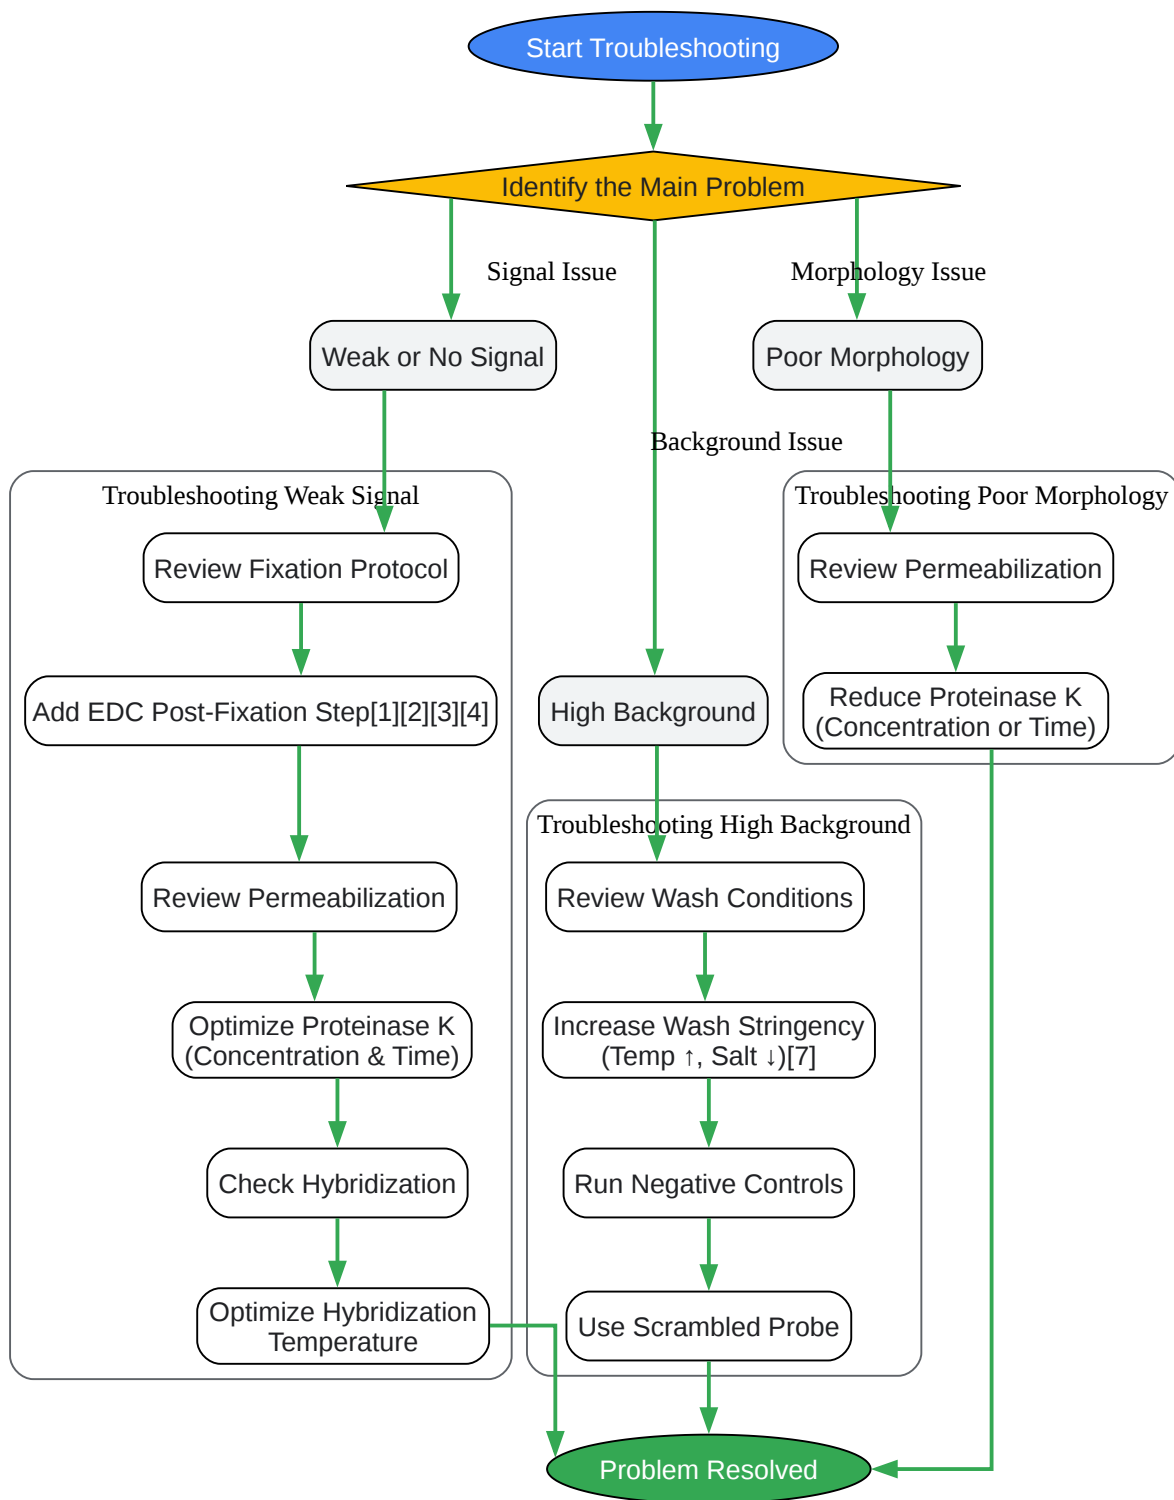 Start Troubleshooting
Identify the Main Problem
Signal Issue
Morphology Issue
Weak or No Signal
Poor Morphology
Background Issue
Troubleshooting Weak Signal
Review Fixation Protocol
Add EDC Post-Fixation Step[1][2][3][4]
Review Permeabilization
Optimize Proteinase K
(Concentration & Time)
Check Hybridization
Optimize Hybridization
Temperature
High Background
Troubleshooting High Background
Review Wash Conditions
Increase Wash Stringency
(Temp ↑, Salt ↓)[7]
Run Negative Controls
Use Scrambled Probe
Troubleshooting Poor Morphology
Review Permeabilization
Reduce Proteinase K
(Concentration or Time)
Problem Resolved